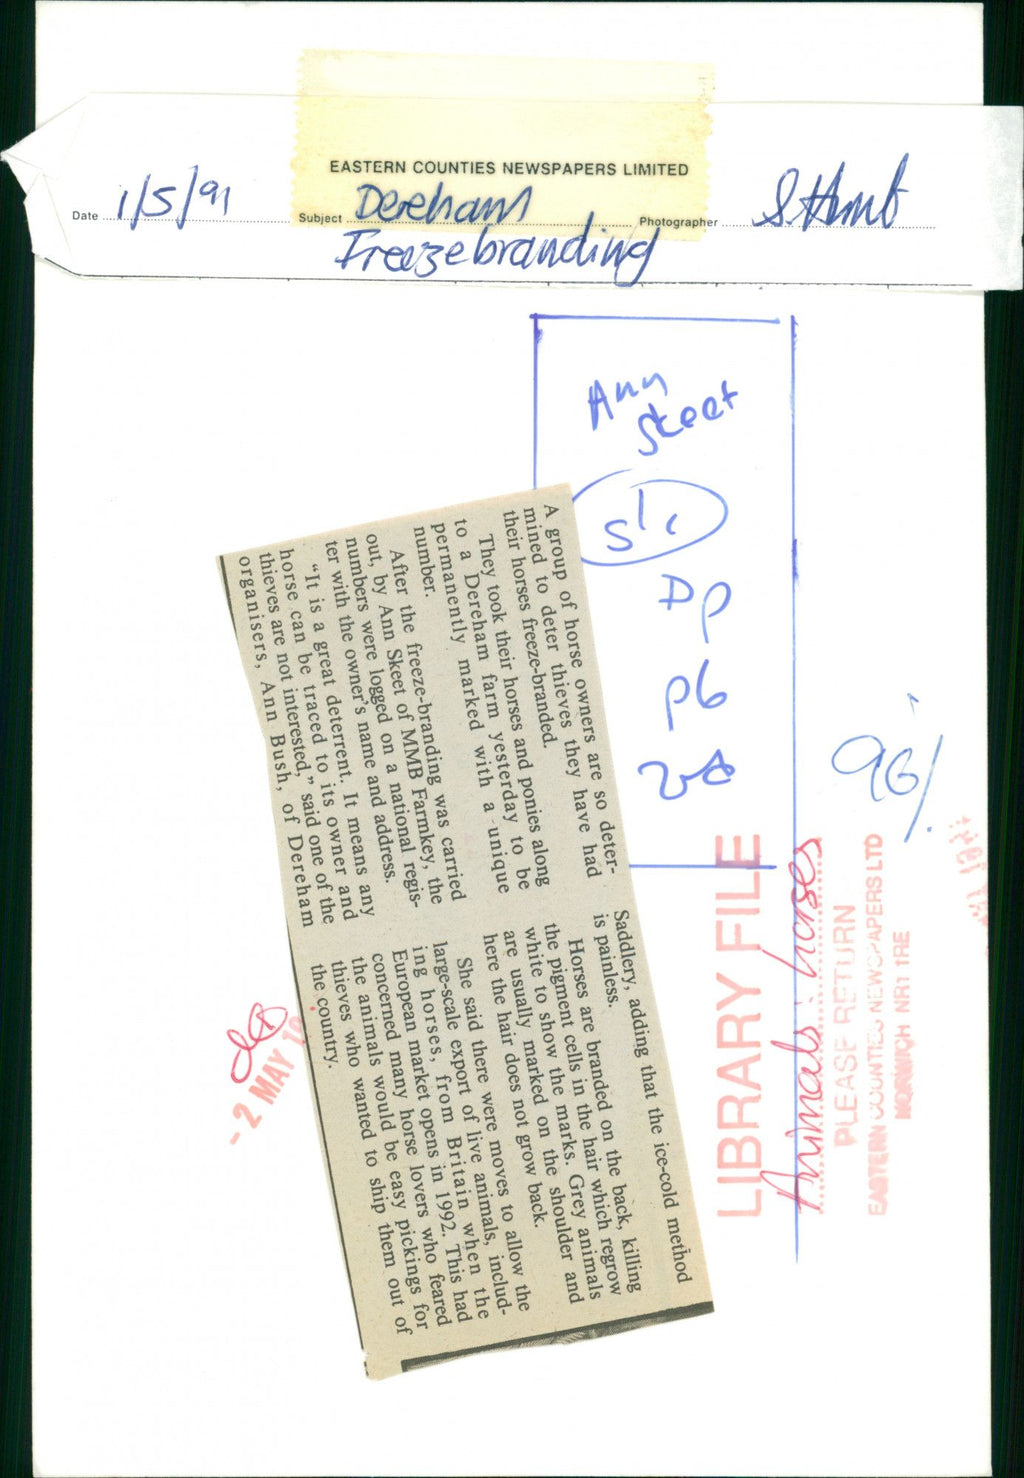 EASTERN COUNTIES NEWSPAPERS LIMITED
Date 1/5/91 Subject Dereham Photographer S. Hunt
Freezebranding
Ann
Skeet
S/C
DP
P6
96%
LIBRARY FILE
Animals: horses
PLEASE RETURN
EASTERN COUNTIES NEWSPAPERS LTD
NORWICH NR1 1RE
- 2 MAY 19
A group of horse owners are so deter-
mined to deter thieves they have had
their horses freeze-branded.
They took their horses and ponies along
to a Dereham farm yesterday to be
permanently marked with a unique
number.
After the freeze-branding was carried
out, by Ann Skeet of MMB Farmkey, the
numbers were logged on a national regis-
ter with the owner's name and address.
"It is a great deterrent. It means any
horse can be traced to its owner and
thieves are not interested," said one of the
organisers, Ann Bush, of Dereham
Saddlery, adding that the ice-cold method
is painless.
Horses are branded on the back, killing
the pigment cells in the hair which regrow
white to show the marks. Grey animals
are usually marked on the shoulder and
here the hair does not grow back.
She said there were moves to allow the
large-scale export of live animals, includ-
ing horses, from Britain when the
European market opens in 1992. This had
concerned many horse lovers who feared
the animals would be easy pickings for
thieves who wanted to ship them out of
the country.